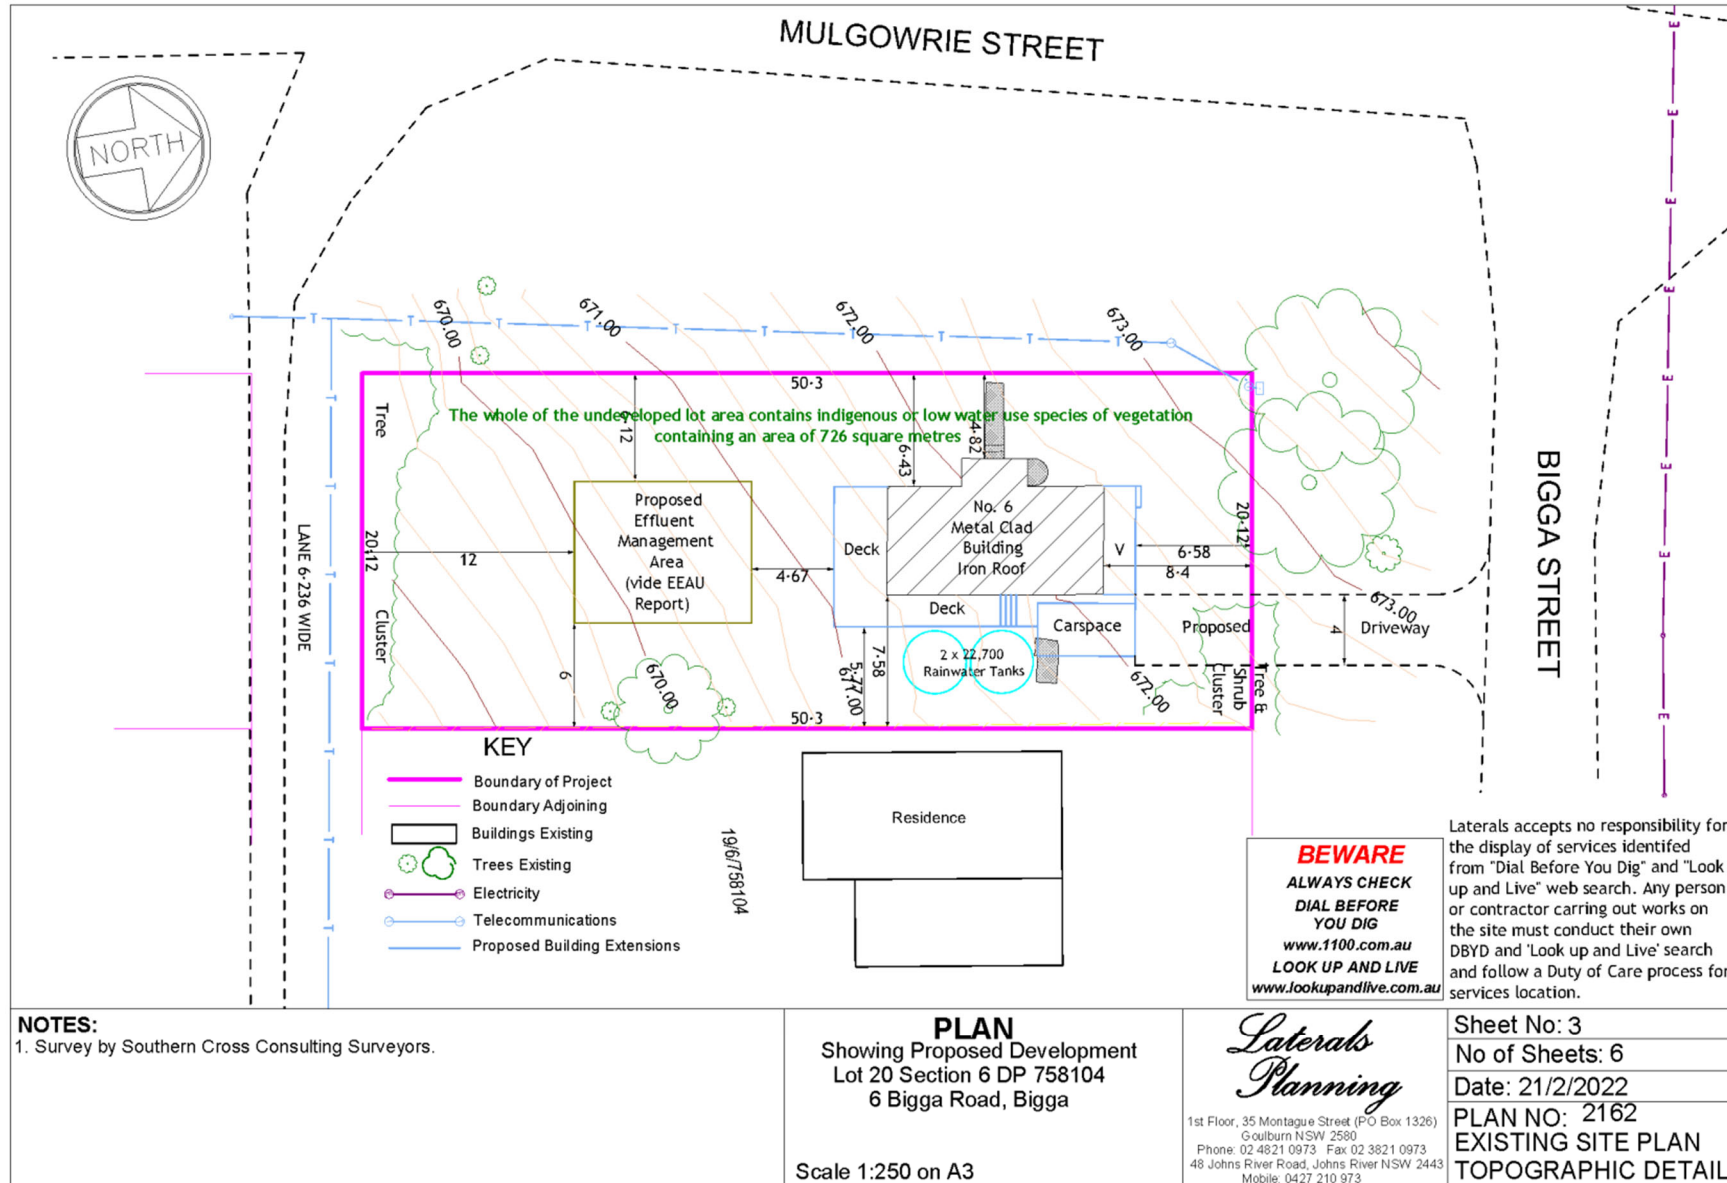 MULGOWRIE STREET
NORTH
670.00
671.00
672.00
673.00
T T T T T T T T T T
50·3
The whole of the undeveloped lot area contains indigenous or low water use species of vegetation
containing an area of 726 square metres
Tree
Cluster
20·12
12
6·12
6·43
4·82
Proposed
Effluent
Management
Area
(vide EEAU
Report)
4·67
Deck
No. 6
Metal Clad
Building
Iron Roof
V
6·58
8·4
20·12
Deck
Carspace
Proposed
Driveway
4
673.00
2 x 22,700
Rainwater Tanks
7·58
5·77
671.00
6
670.00
672.00
Tree &
Shrub
Cluster
50·3
LANE 6·236 WIDE
BIGGA STREET
E E E E E E E E
KEY
Boundary of Project
Boundary Adjoining
Buildings Existing
Trees Existing
Electricity
Telecommunications
Proposed Building Extensions
19/6/758104
Residence
BEWARE
ALWAYS CHECK
DIAL BEFORE
YOU DIG
www.1100.com.au
LOOK UP AND LIVE
www.lookupandlive.com.au
Laterals accepts no responsibility for
the display of services identifed
from "Dial Before You Dig" and "Look
up and Live" web search. Any person
or contractor carring out works on
the site must conduct their own
DBYD and 'Look up and Live' search
and follow a Duty of Care process for
services location.
NOTES:
1. Survey by Southern Cross Consulting Surveyors.
PLAN
Showing Proposed Development
Lot 20 Section 6 DP 758104
6 Bigga Road, Bigga
Scale 1:250 on A3
Laterals
Planning
1st Floor, 35 Montague Street (PO Box 1326)
Goulburn NSW 2580
Phone: 02 4821 0973 Fax 02 3821 0973
48 Johns River Road, Johns River NSW 2443
Mobile: 0427 210 973
Sheet No: 3
No of Sheets: 6
Date: 21/2/2022
PLAN NO: 2162
EXISTING SITE PLAN
TOPOGRAPHIC DETAIL